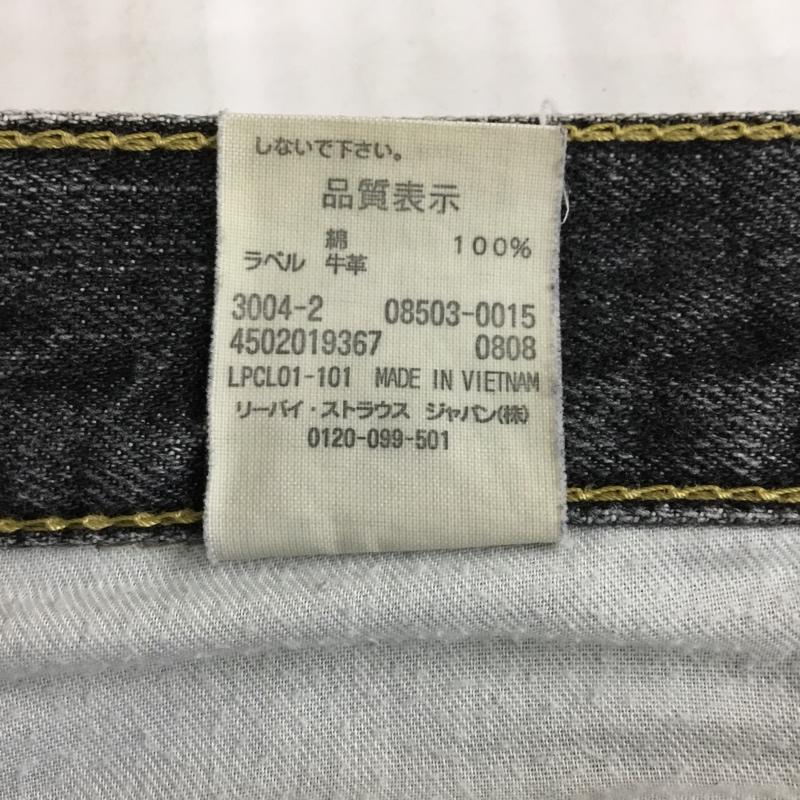 しないで下さい。
品質表示
綿 100%
ラベル 牛革
3004-2 08503-0015
4502019367 0808
LPCL01-101 MADE IN VIETNAM
リーバイ・ストラウス ジャパン(株)
0120-099-501